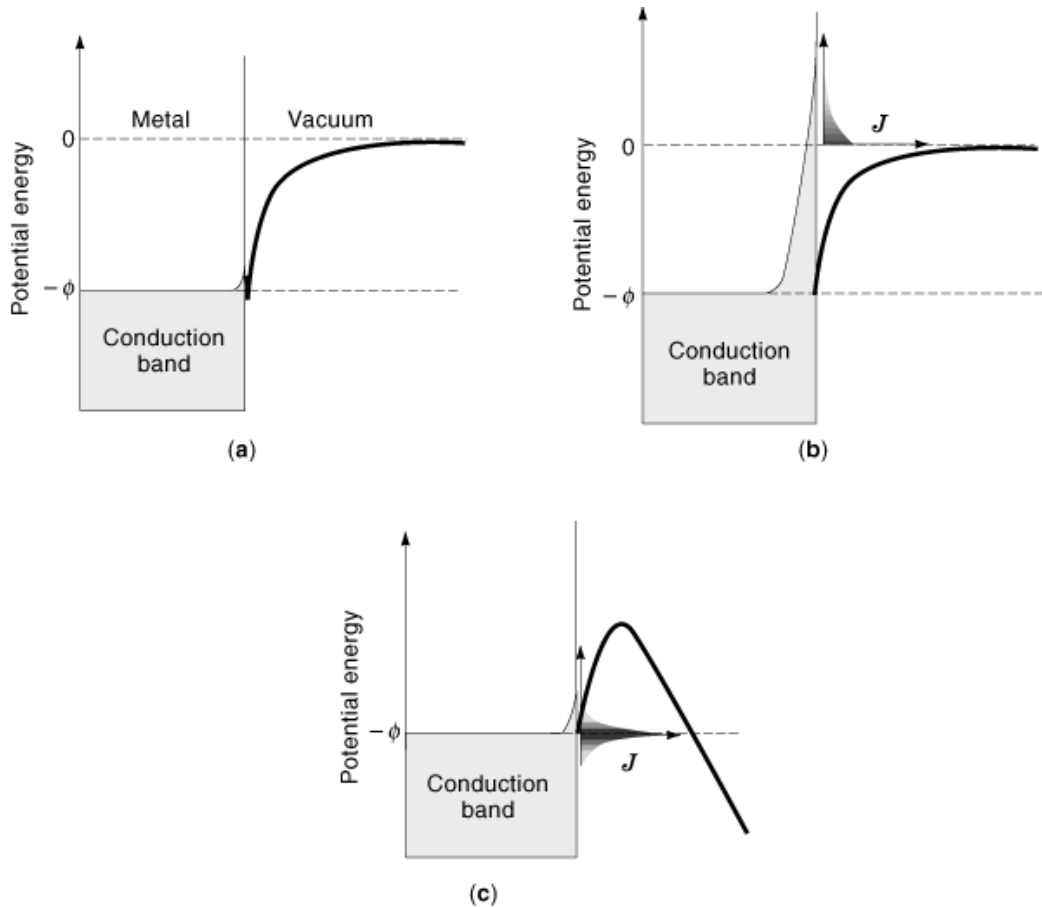 Potential energy
0
Metal
Vacuum
−ϕ
Conduction
band
(a)
Potential energy
0
J
−ϕ
Conduction
band
(b)
Potential energy
−ϕ
J
Conduction
band
(c)